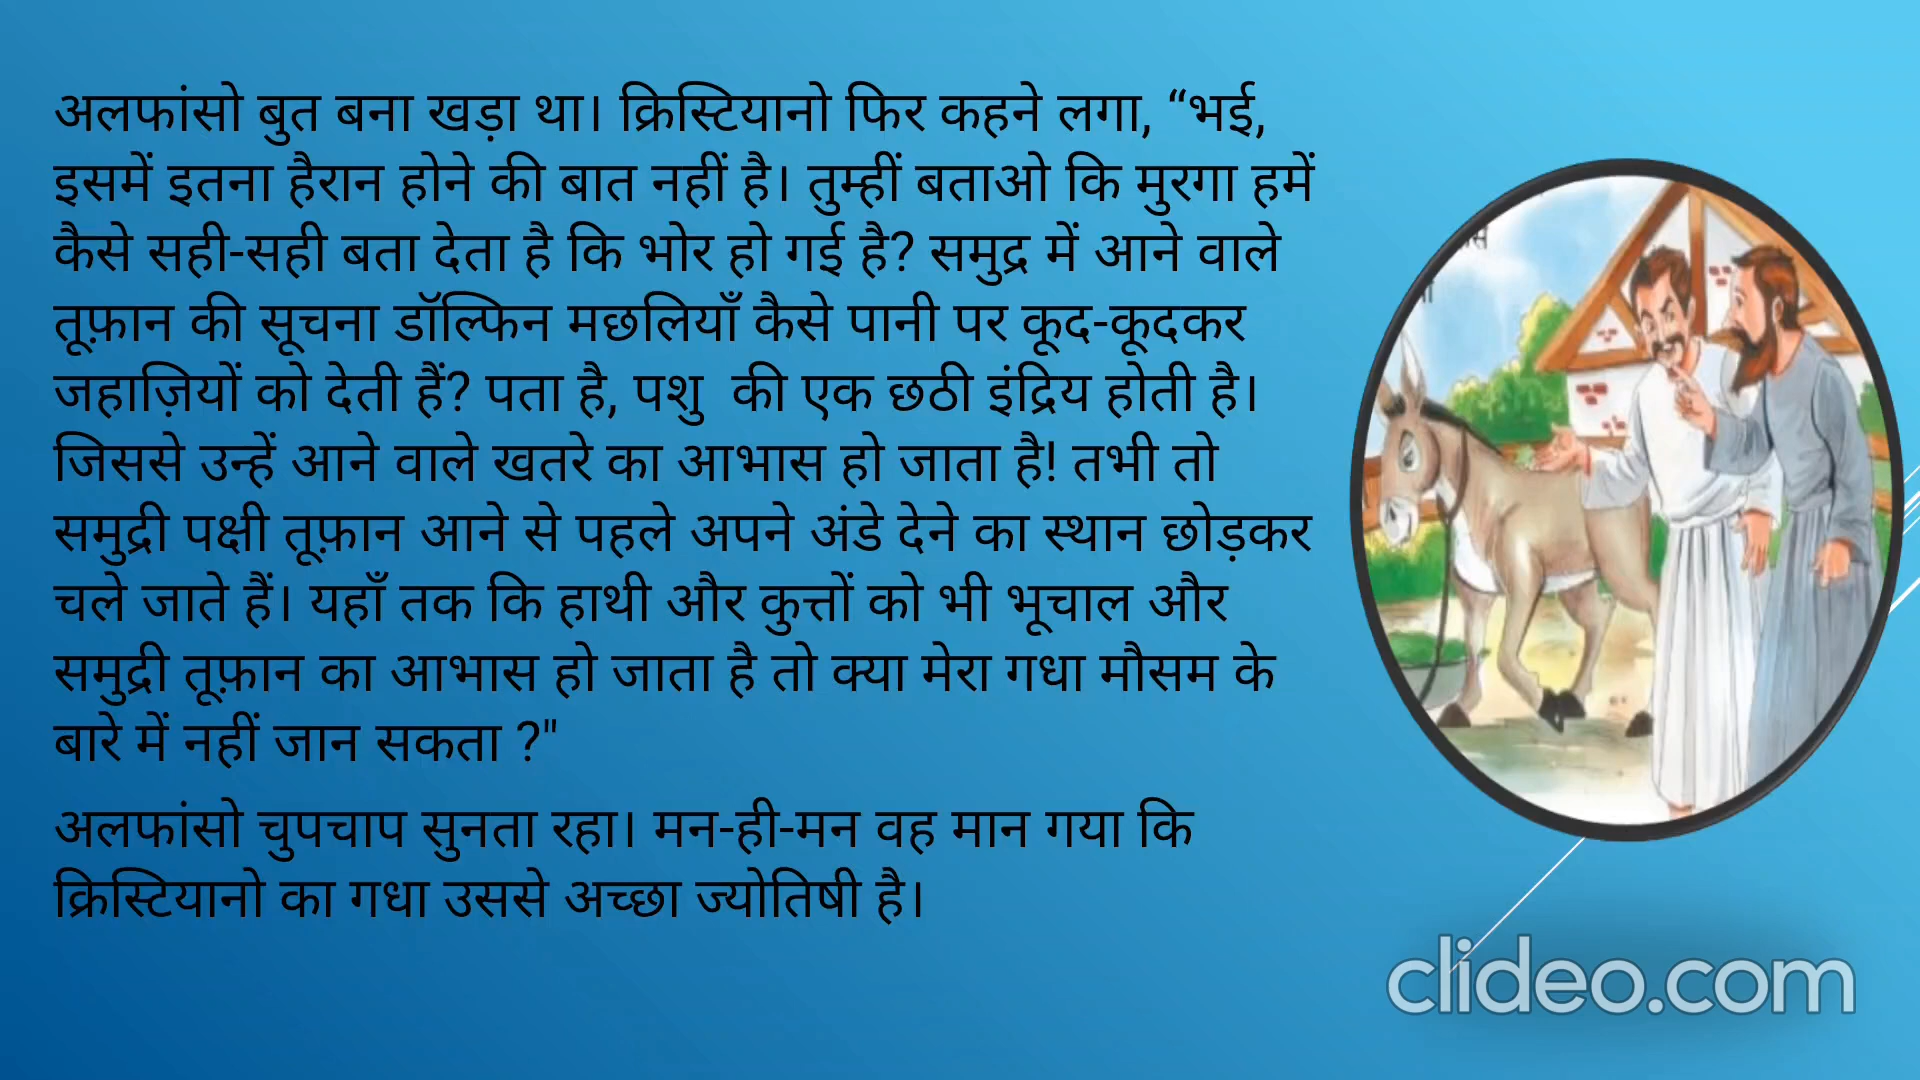 अलफांसो बुत बना खड़ा था। क्रिस्टियानो फिर कहने लगा, “भई,
इसमें इतना हैरान होने की बात नहीं है। तुम्हीं बताओ कि मुरगा हमें
कैसे सही-सही बता देता है कि भोर हो गई है? समुद्र में आने वाले
तूफ़ान की सूचना डॉल्फिन मछलियाँ कैसे पानी पर कूद-कूदकर
जहाज़ियों को देती हैं? पता है, पशु  की एक छठी इंद्रिय होती है।
जिससे उन्हें आने वाले खतरे का आभास हो जाता है! तभी तो
समुद्री पक्षी तूफ़ान आने से पहले अपने अंडे देने का स्थान छोड़कर
चले जाते हैं। यहाँ तक कि हाथी और कुत्तों को भी भूचाल और
समुद्री तूफ़ान का आभास हो जाता है तो क्या मेरा गधा मौसम के
बारे में नहीं जान सकता ?"
अलफांसो चुपचाप सुनता रहा। मन-ही-मन वह मान गया कि
क्रिस्टियानो का गधा उससे अच्छा ज्योतिषी है।
clideo.com